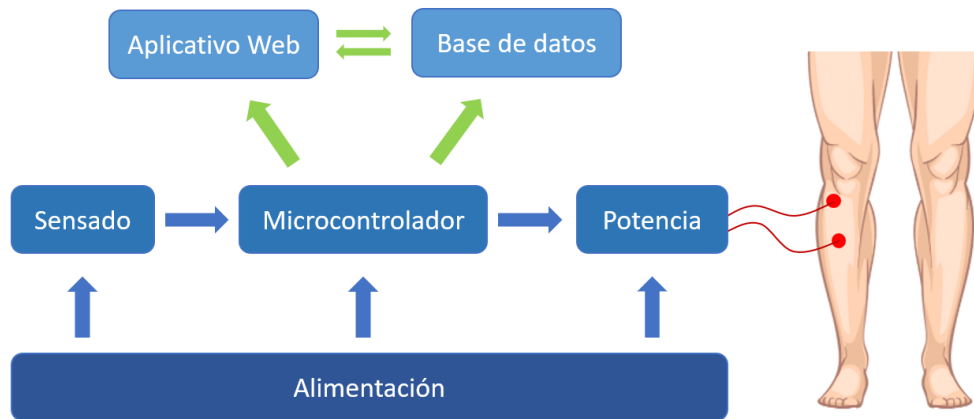 Aplicativo Web
Base de datos
Sensado
Microcontrolador
Potencia
Alimentación